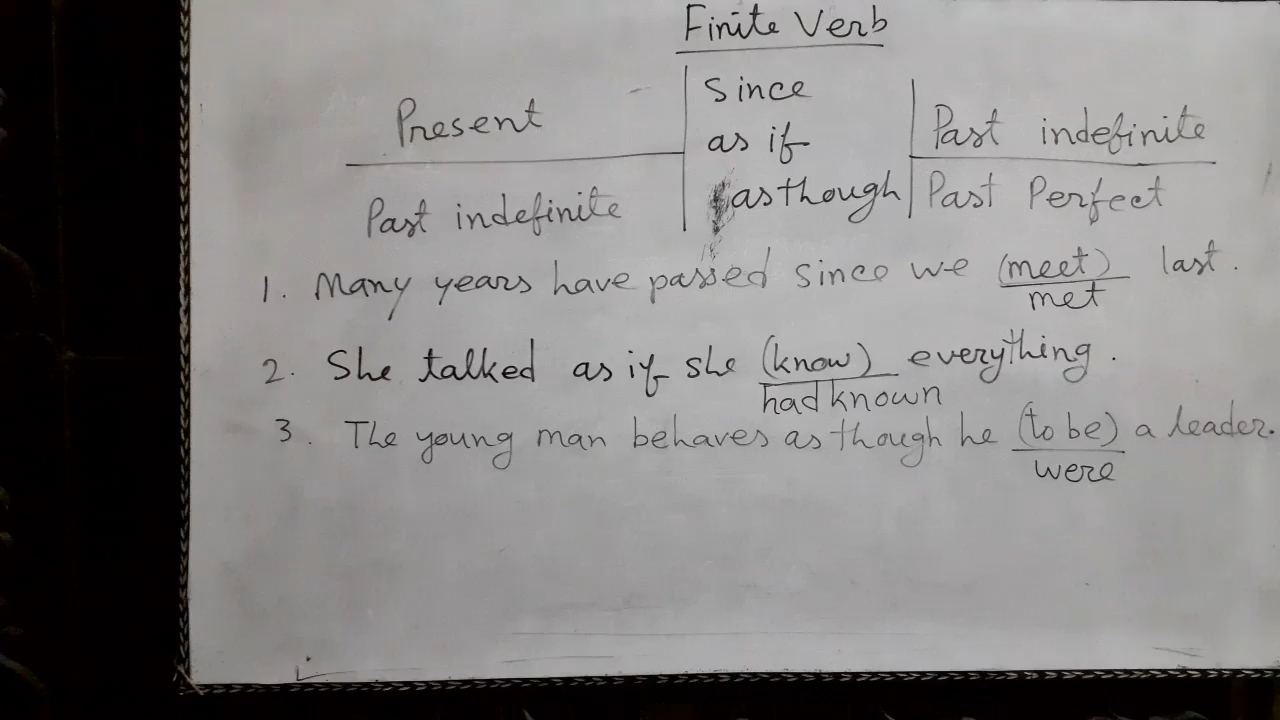 Finite Verb
Present | Since | Past indefinite
as if
Past indefinite | as though | Past Perfect
1. Many years have passed since we (meet) last.
met
2. She talked as if she (know) everything.
had known
3. The young man behaves as though he (to be) a leader.
were